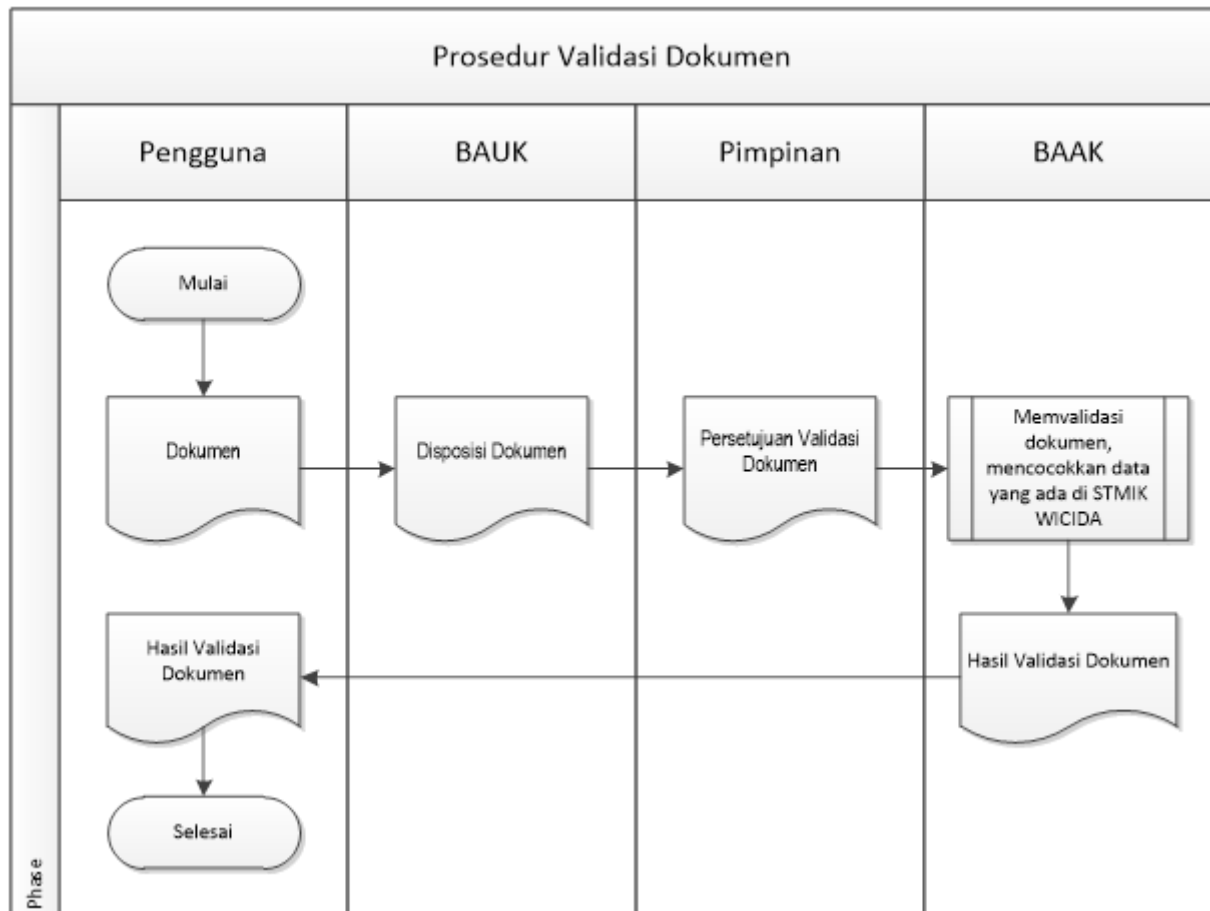 Prosedur Validasi Dokumen
Pengguna
BAUK
Pimpinan
BAAK
Mulai
Dokumen
Disposisi Dokumen
Persetujuan Validasi
Dokumen
Memvalidasi
dokumen,
mencocokkan data
yang ada di STMIK
WICIDA
Hasil Validasi
Dokumen
Hasil Validasi Dokumen
Selesai
Phase